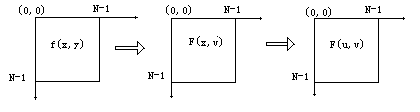 (0, 0) N-1 (0, 0) N-1 (0, 0) N-1
f(x,y) F(x,v) F(u,v)
N-1 N-1 N-1